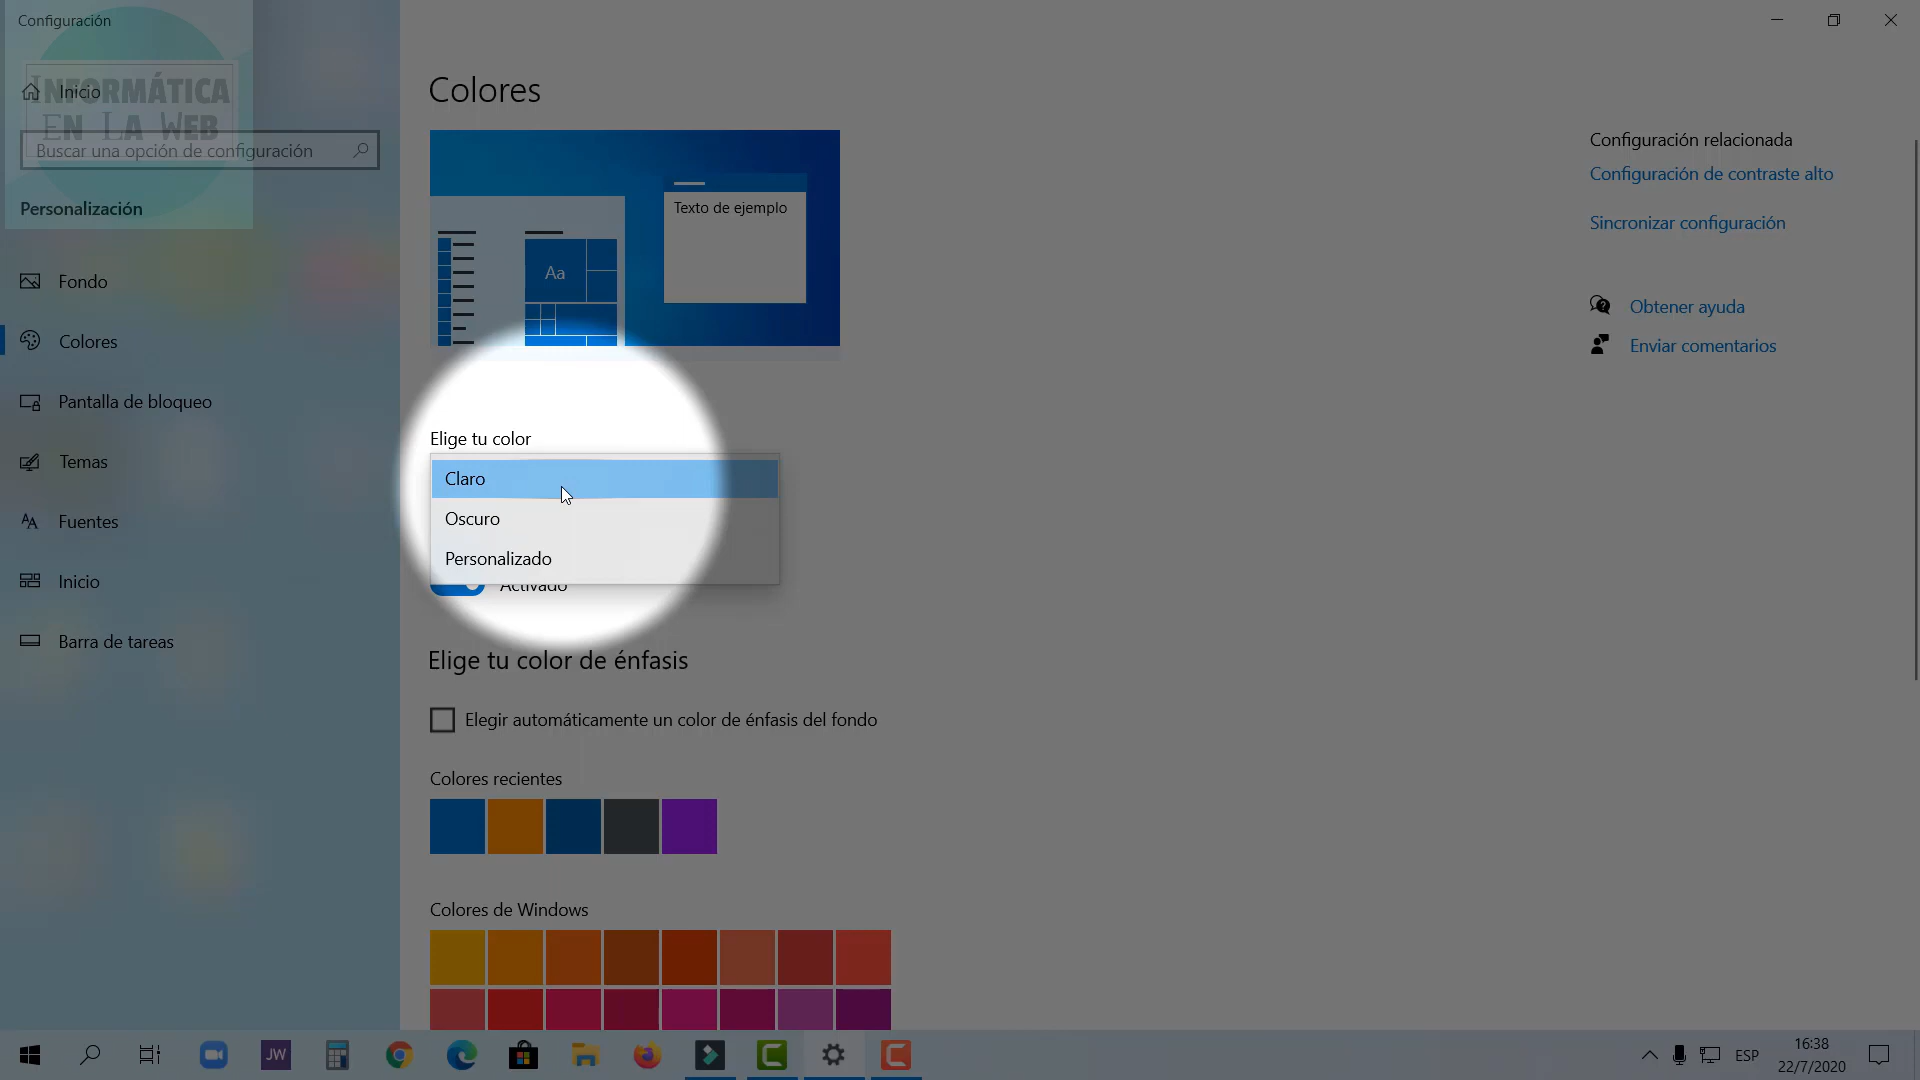 Configuración
INFORMÁTICA
EN LA WEB
Inicio
Buscar una opción de configuración
Personalización
Fondo
Colores
Pantalla de bloqueo
Temas
Fuentes
Inicio
Barra de tareas
Colores
Texto de ejemplo
Aa
Elige tu color
Claro
Oscuro
Personalizado
Activado
Elige tu color de énfasis
Elegir automáticamente un color de énfasis del fondo
Colores recientes
Colores de Windows
Configuración relacionada
Configuración de contraste alto
Sincronizar configuración
Obtener ayuda
Enviar comentarios
JW
ESP
16:38
22/7/2020